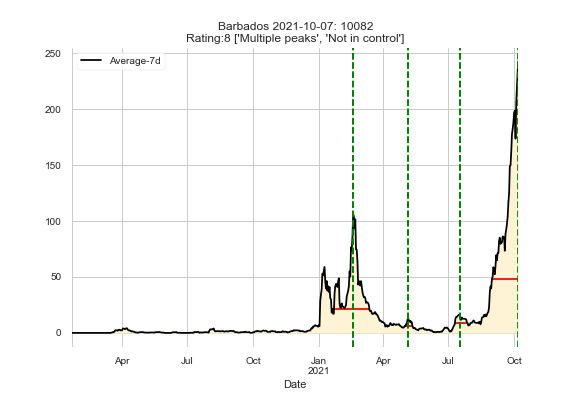 Barbados 2021-10-07: 10082
Rating:8 ['Multiple peaks', 'Not in control']
Average-7d
250
200
150
100
50
0
Apr
Jul
Oct
Jan
2021
Apr
Jul
Oct
Date